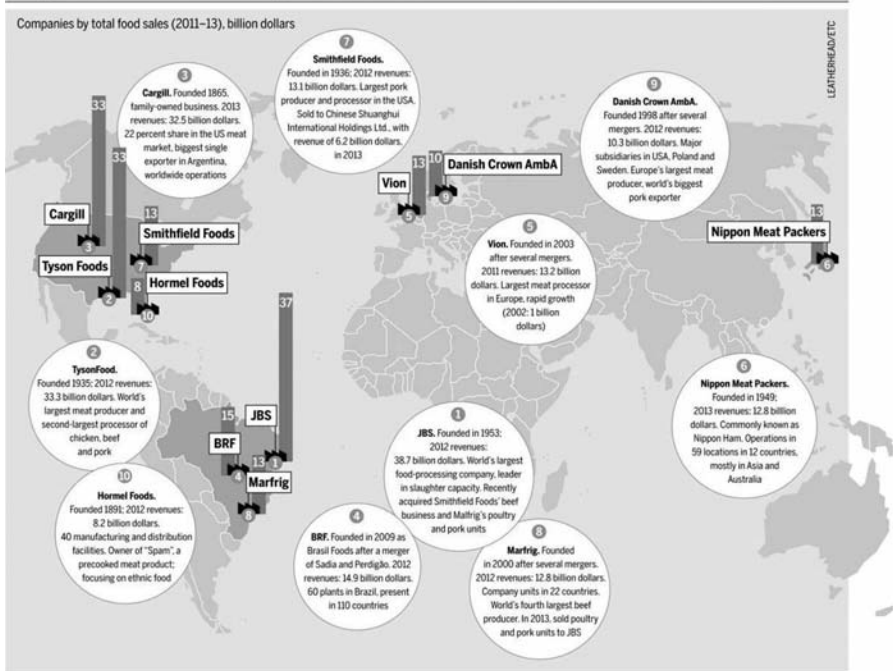 Companies by total food sales (2011–13), billion dollars
LEATHERHEAD/ETC
3
Cargill. Founded 1865,
family-owned business. 2013
revenues: 32.5 billion dollars.
22 percent share in the US meat
market, biggest single
exporter in Argentina,
worldwide operations
7
Smithfield Foods.
Founded in 1936; 2012 revenues:
13.1 billion dollars. Largest pork
producer and processor in the USA.
Sold to Chinese Shuanghui
International Holdings Ltd., with
revenue of 6.2 billion dollars,
in 2013
9
Danish Crown AmbA.
Founded 1998 after several
mergers. 2012 revenues:
10.3 billion dollars. Major
subsidiaries in USA, Poland and
Sweden. Europe's largest meat
producer, world's biggest
pork exporter
33
33
Cargill
3
Tyson Foods
2
13
Smithfield Foods
7
8
Hormel Foods
10
13
Vion
5
10
Danish Crown AmbA
9
13
Nippon Meat Packers
6
5
Vion. Founded in 2003
after several mergers.
2011 revenues: 13.2 billion
dollars. Largest meat processor
in Europe, rapid growth
(2002: 1 billion
dollars)
37
JBS
1
15
BRF
4
13
Marfrig
8
2
TysonFood.
Founded 1935; 2012 revenues:
33.3 billion dollars. World's
largest meat producer and
second-largest processor of
chicken, beef
and pork
10
Hormel Foods.
Founded 1891; 2012 revenues:
8.2 billion dollars.
40 manufacturing and distribution
facilities. Owner of "Spam", a
precooked meat product;
focusing on ethnic food
1
JBS. Founded in 1953;
2012 revenues:
38.7 billion dollars. World's largest
food-processing company, leader
in slaughter capacity. Recently
acquired Smithfield Foods' beef
business and Malfrig's poultry
and pork units
4
BRF. Founded in 2009 as
Brasil Foods after a merger
of Sadia and Perdigão. 2012
revenues: 14.9 billion dollars.
60 plants in Brazil, present
in 110 countries
8
Marfrig. Founded
in 2000 after several mergers.
2012 revenues: 12.8 billion dollars.
Company units in 22 countries.
World's fourth largest beef
producer. In 2013, sold poultry
and pork units to JBS
6
Nippon Meat Packers.
Founded in 1949;
2013 revenues: 12.8 billlion
dollars. Commonly known as
Nippon Ham. Operations in
59 locations in 12 countries,
mostly in Asia and
Australia